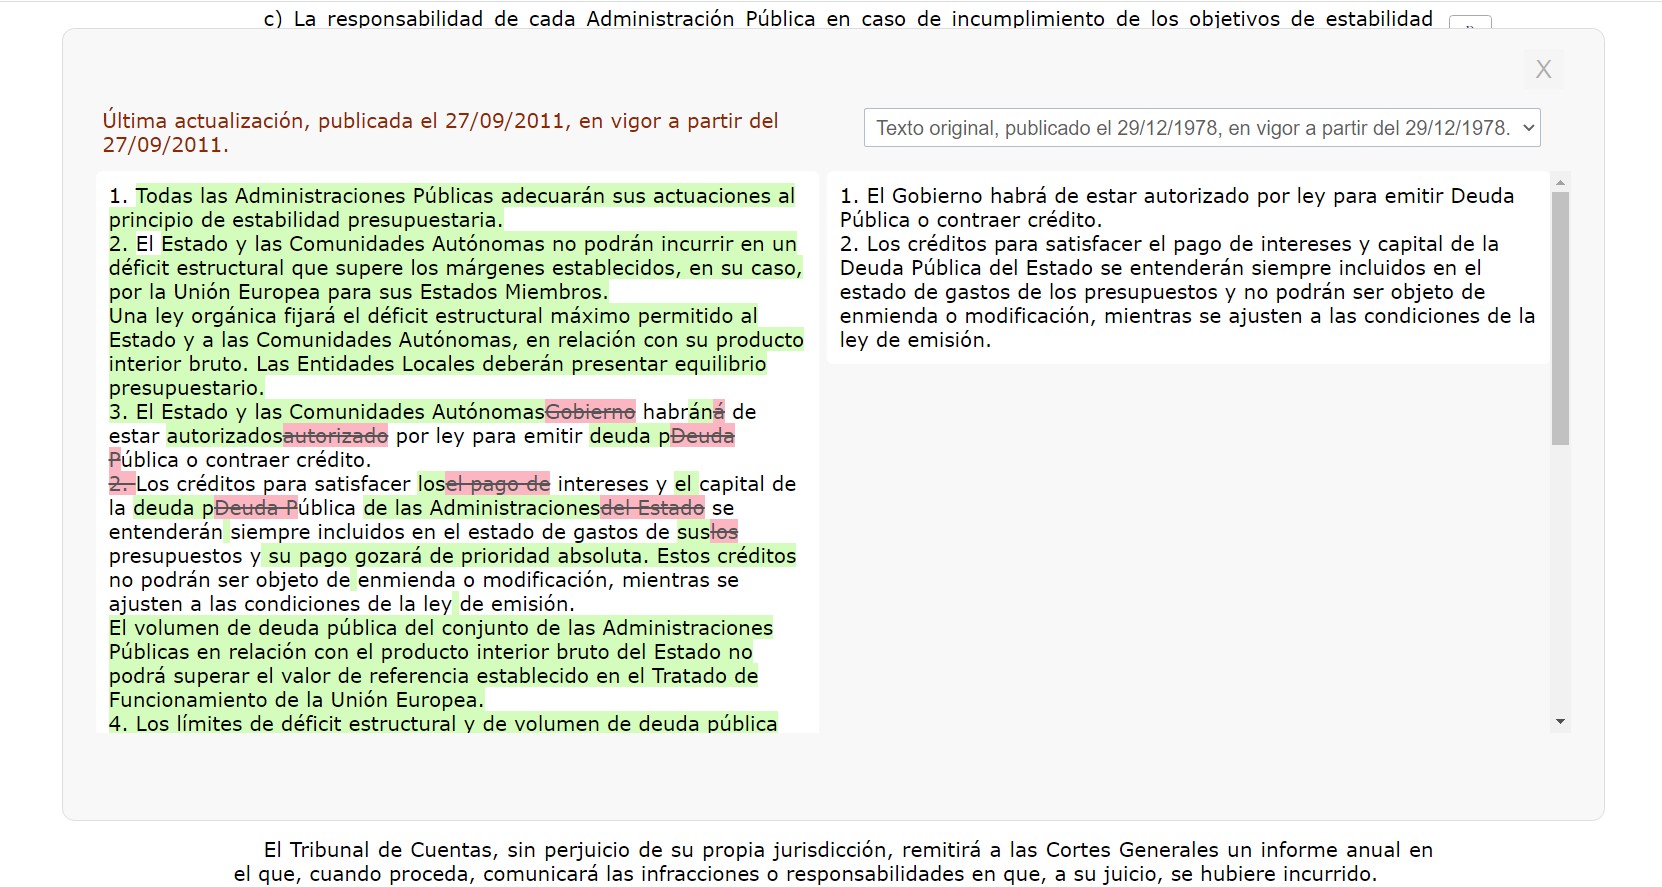 c) La responsabilidad de cada Administración Pública en caso de incumplimiento de los objetivos de estabilidad
X
Última actualización, publicada el 27/09/2011, en vigor a partir del
27/09/2011.
Texto original, publicado el 29/12/1978, en vigor a partir del 29/12/1978.
1. Todas las Administraciones Públicas adecuarán sus actuaciones al
principio de estabilidad presupuestaria.
2. El Estado y las Comunidades Autónomas no podrán incurrir en un
déficit estructural que supere los márgenes establecidos, en su caso,
por la Unión Europea para sus Estados Miembros.
Una ley orgánica fijará el déficit estructural máximo permitido al
Estado y a las Comunidades Autónomas, en relación con su producto
interior bruto. Las Entidades Locales deberán presentar equilibrio
presupuestario.
3. El Estado y las Comunidades AutónomasGobierno habráná de
estar autorizadosautorizado por ley para emitir deuda pDeuda
Pública o contraer crédito.
2. Los créditos para satisfacer losel pago de intereses y el capital de
la deuda pDeuda Pública de las Administracionesdel Estado se
entenderán siempre incluidos en el estado de gastos de suslos
presupuestos y su pago gozará de prioridad absoluta. Estos créditos
no podrán ser objeto de enmienda o modificación, mientras se
ajusten a las condiciones de la ley de emisión.
El volumen de deuda pública del conjunto de las Administraciones
Públicas en relación con el producto interior bruto del Estado no
podrá superar el valor de referencia establecido en el Tratado de
Funcionamiento de la Unión Europea.
4. Los límites de déficit estructural y de volumen de deuda pública
1. El Gobierno habrá de estar autorizado por ley para emitir Deuda
Pública o contraer crédito.
2. Los créditos para satisfacer el pago de intereses y capital de la
Deuda Pública del Estado se entenderán siempre incluidos en el
estado de gastos de los presupuestos y no podrán ser objeto de
enmienda o modificación, mientras se ajusten a las condiciones de la
ley de emisión.
El Tribunal de Cuentas, sin perjuicio de su propia jurisdicción, remitirá a las Cortes Generales un informe anual en
el que, cuando proceda, comunicará las infracciones o responsabilidades en que, a su juicio, se hubiere incurrido.